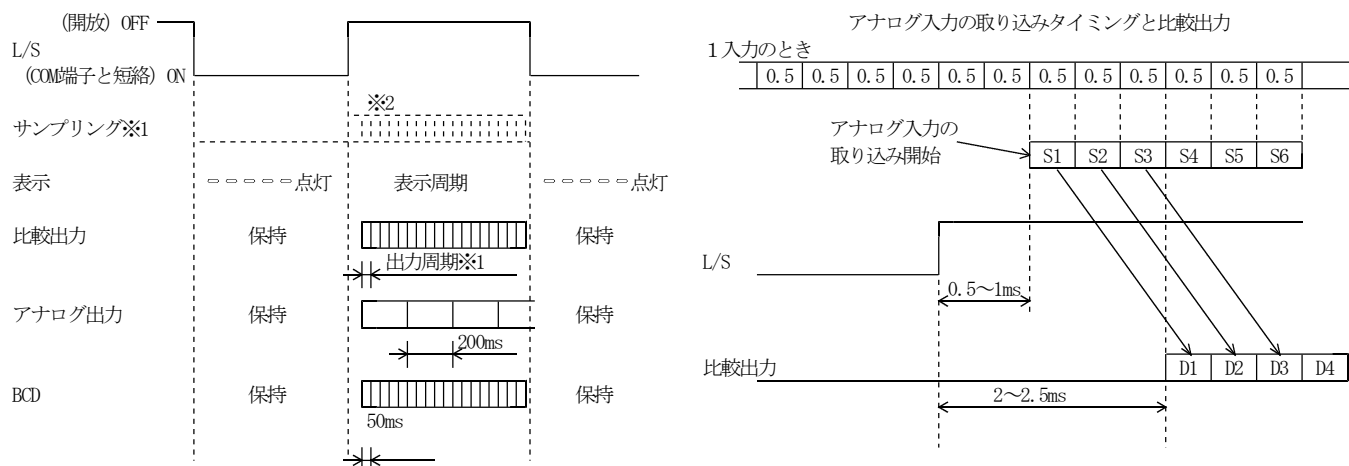 (開放) OFF
L/S
(COM端子と短絡) ON
※2
サンプリング※1
表示
点灯
表示周期
点灯
比較出力
保持
保持
出力周期※1
アナログ出力
保持
保持
200ms
BCD
保持
保持
50ms
アナログ入力の取り込みタイミングと比較出力
1入力のとき
0.5 0.5 0.5 0.5 0.5 0.5 0.5 0.5 0.5 0.5 0.5 0.5
アナログ入力の
取り込み開始
S1 S2 S3 S4 S5 S6
L/S
0.5～1ms
比較出力
D1 D2 D3 D4
2～2.5ms